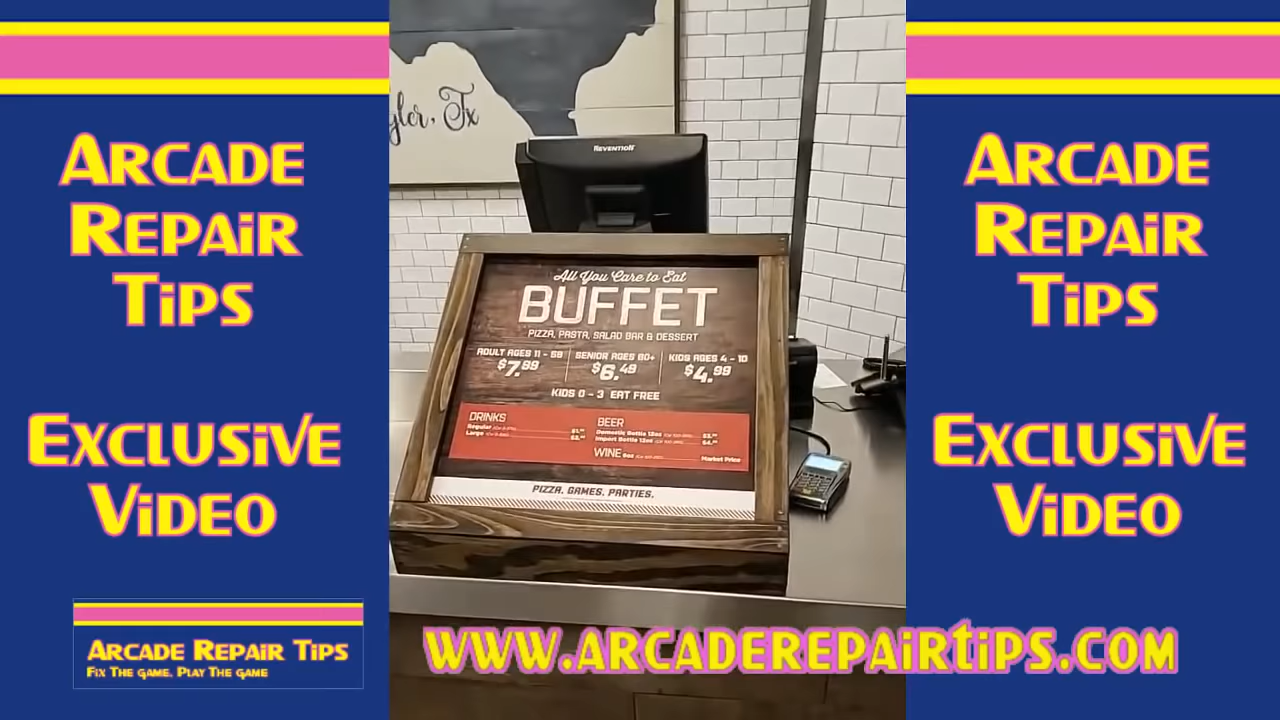 Arcade
Repair
Tips
Exclusive
Video
Arcade Repair Tips
Fix The Game, Play The Game
Tyler, Tx
Revention
All You Care to Eat
BUFFET
PIZZA, PASTA, SALAD BAR & DESSERT
ADULT AGES 11 - 59
$7.99
SENIOR AGES 60+
$6.49
KIDS AGES 4 - 10
$4.99
KIDS 0 - 3 EAT FREE
DRINKS
Regular
Large
BEER
Domestic Bottle 12oz
Import Bottle 12oz
WINE 6oz
Market Price
PIZZA. GAMES. PARTIES.
www.arcaderepairtips.com
Arcade
Repair
Tips
Exclusive
Video